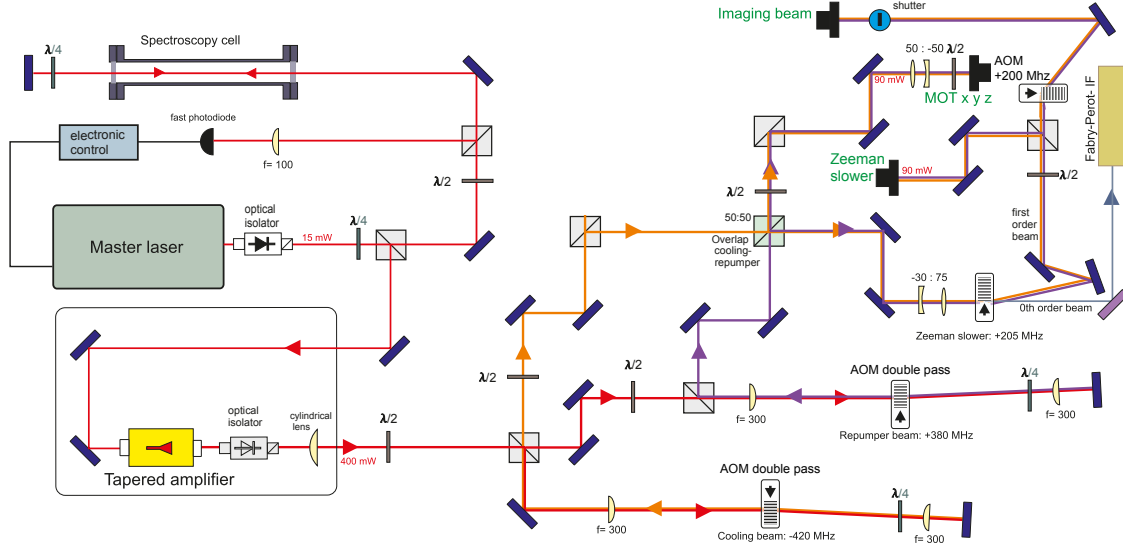 Imaging beam
shutter
Spectroscopy cell
λ/4
50 : -50
λ/2
AOM
+200 Mhz
90 mW
MOT x y z
Fabry-Perot- IF
fast photodiode
electronic
control
f= 100
λ/2
Zeeman
slower
90 mW
λ/2
λ/2
optical
isolator
λ/4
Master laser
15 mW
50:50
Overlap
cooling-
repumper
first
order
beam
-30 : 75
0th order beam
Zeeman slower: +205 MHz
λ/2
λ/2
AOM double pass
λ/4
f= 300
f= 300
Repumper beam: +380 MHz
optical
isolator
cylindrical
lens
λ/2
400 mW
Tapered amplifier
AOM double pass
λ/4
f= 300
f= 300
Cooling beam: -420 MHz